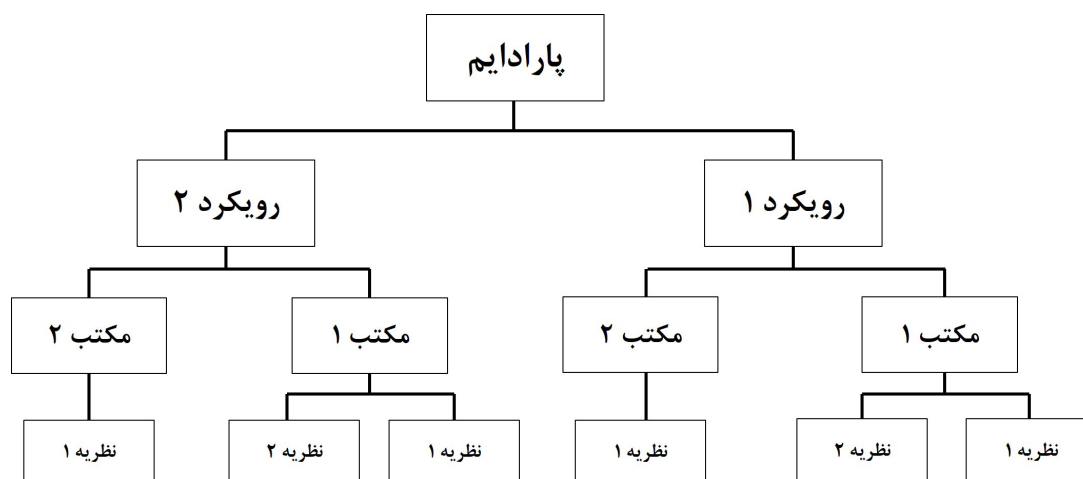 پارادایم
رویکرد ۱
رویکرد ۲
مکتب ۱
مکتب ۲
مکتب ۱
مکتب ۲
نظریه ۱
نظریه ۲
نظریه ۱
نظریه ۱
نظریه ۲
نظریه ۱